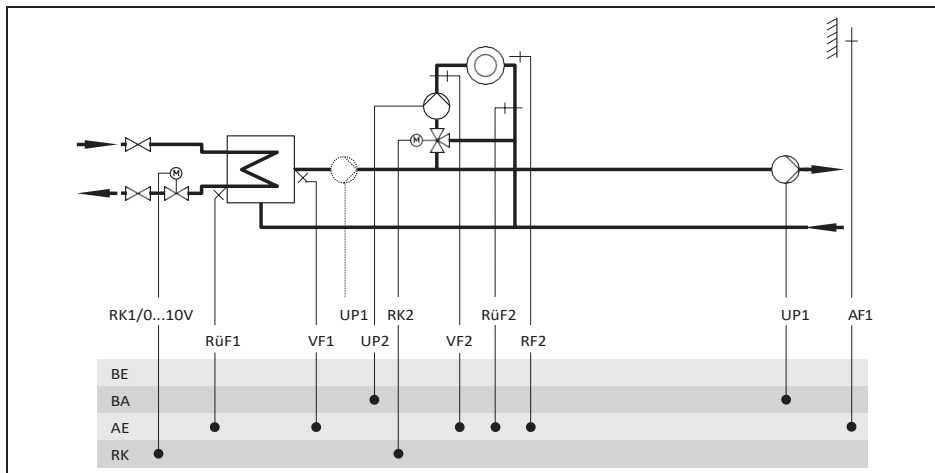 M
M
RK1/0...10V
UP1
RK2
RüF2
UP1
AF1
RüF1
VF1
UP2
VF2
RF2
BE
BA
AE
RK